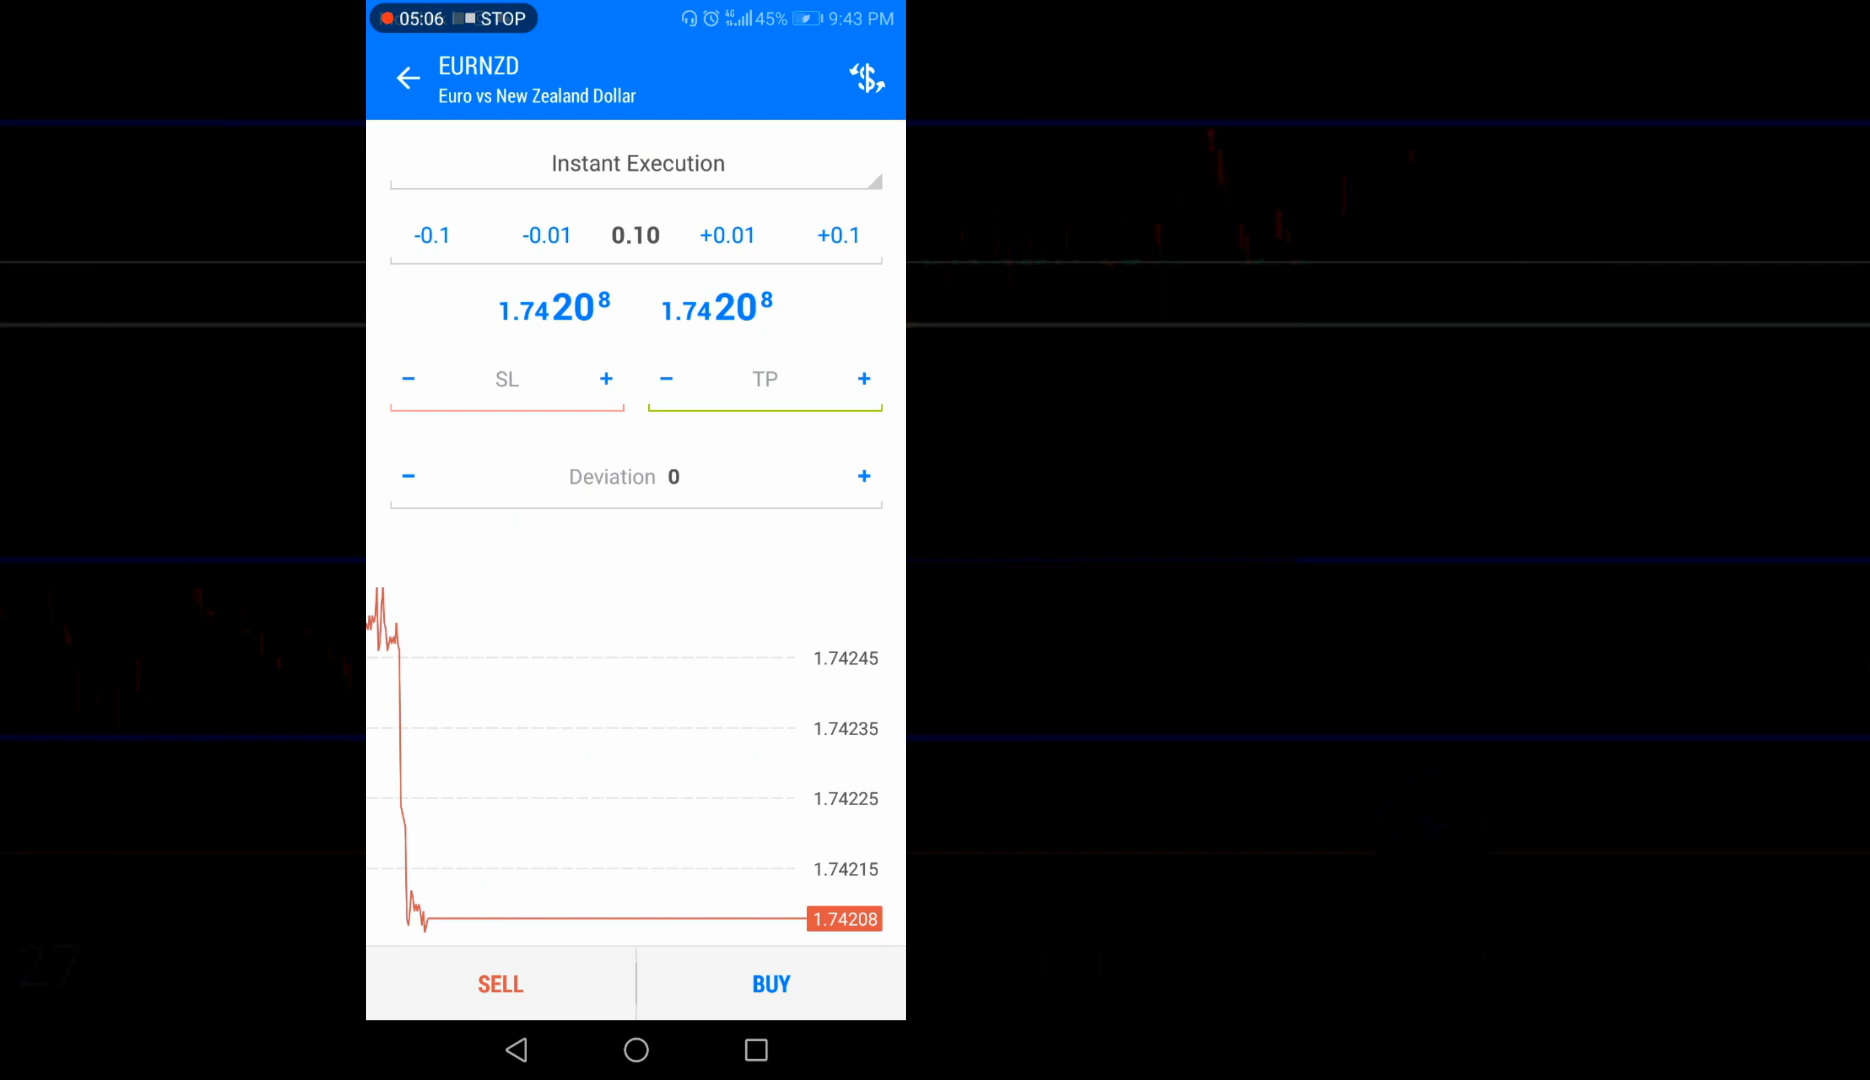 05:06 STOP 4G 45% 9:43 PM
EURNZD
Euro vs New Zealand Dollar
Instant Execution
-0.1 -0.01 0.10 +0.01 +0.1
1.74208 1.74208
- SL + - TP +
- Deviation 0 +
1.74245
1.74235
1.74225
1.74215
1.74208
27
SELL BUY